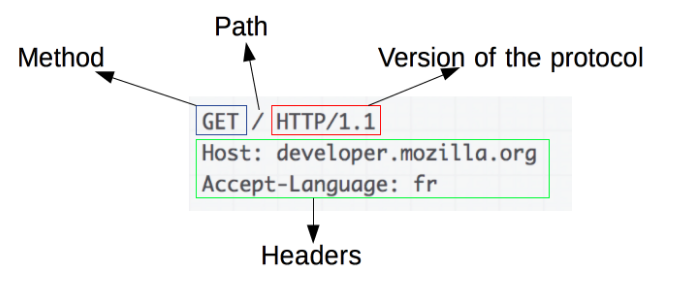 Path
Method
Version of the protocol
GET / HTTP/1.1
Host: developer.mozilla.org
Accept-Language: fr
Headers